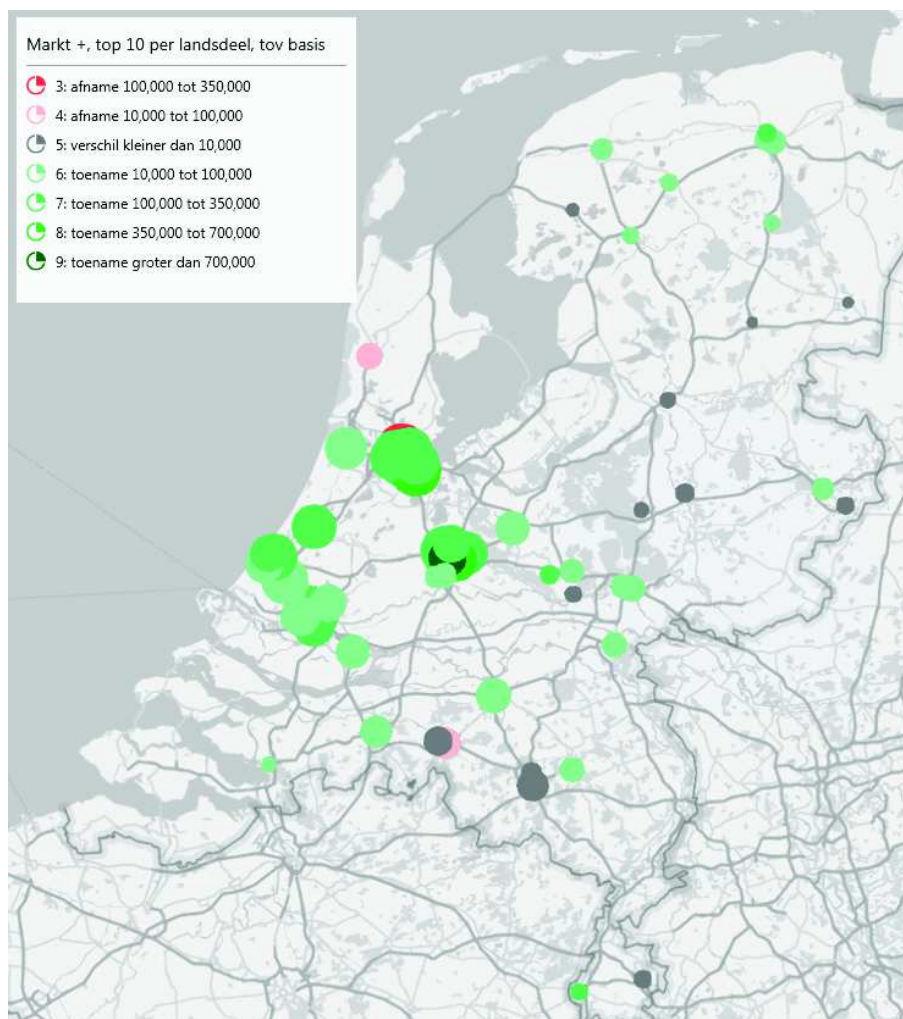 Markt +, top 10 per landsdeel, tov basis
3: afname 100,000 tot 350,000
4: afname 10,000 tot 100,000
5: verschil kleiner dan 10,000
6: toename 10,000 tot 100,000
7: toename 100,000 tot 350,000
8: toename 350,000 tot 700,000
9: toename groter dan 700,000